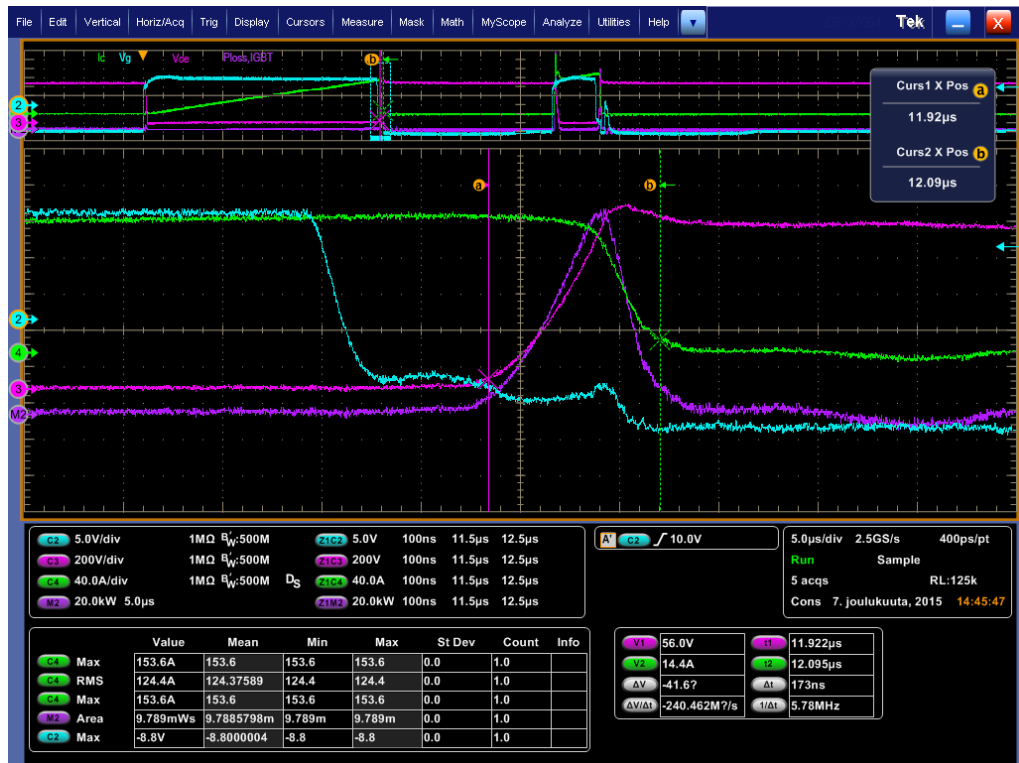 File Edit Vertical Horiz/Acq Trig Display Cursors Measure Mask Math MyScope Analyze Utilities Help Tek X
Ic Vg Vde Ploss,IGBT
b
Curs1 X Pos a
11.92µs
Curs2 X Pos b
12.09µs
2
3
a b
2
4
3
M2
C2 5.0V/div 1MΩ BW:500M Z1C2 5.0V 100ns 11.5µs 12.5µs
C3 200V/div 1MΩ BW:500M Z1C3 200V 100ns 11.5µs 12.5µs
C4 40.0A/div 1MΩ BW:500M DS Z1C4 40.0A 100ns 11.5µs 12.5µs
M2 20.0kW 5.0µs Z1M2 20.0kW 100ns 11.5µs 12.5µs
A' C2 10.0V
5.0µs/div 2.5GS/s 400ps/pt
Run Sample
5 acqs RL:125k
Cons 7. joulukuuta, 2015 14:45:47
Value Mean Min Max St Dev Count Info
C4 Max 153.6A 153.6 153.6 153.6 0.0 1.0
C4 RMS 124.4A 124.37589 124.4 124.4 0.0 1.0
C4 Max 153.6A 153.6 153.6 153.6 0.0 1.0
M2 Area 9.789mWs 9.7885798m 9.789m 9.789m 0.0 1.0
C2 Max -8.8V -8.8000004 -8.8 -8.8 0.0 1.0
V1 56.0V t1 11.922µs
V2 14.4A t2 12.095µs
ΔV -41.6? Δt 173ns
ΔV/Δt -240.462M?/s 1/Δt 5.78MHz